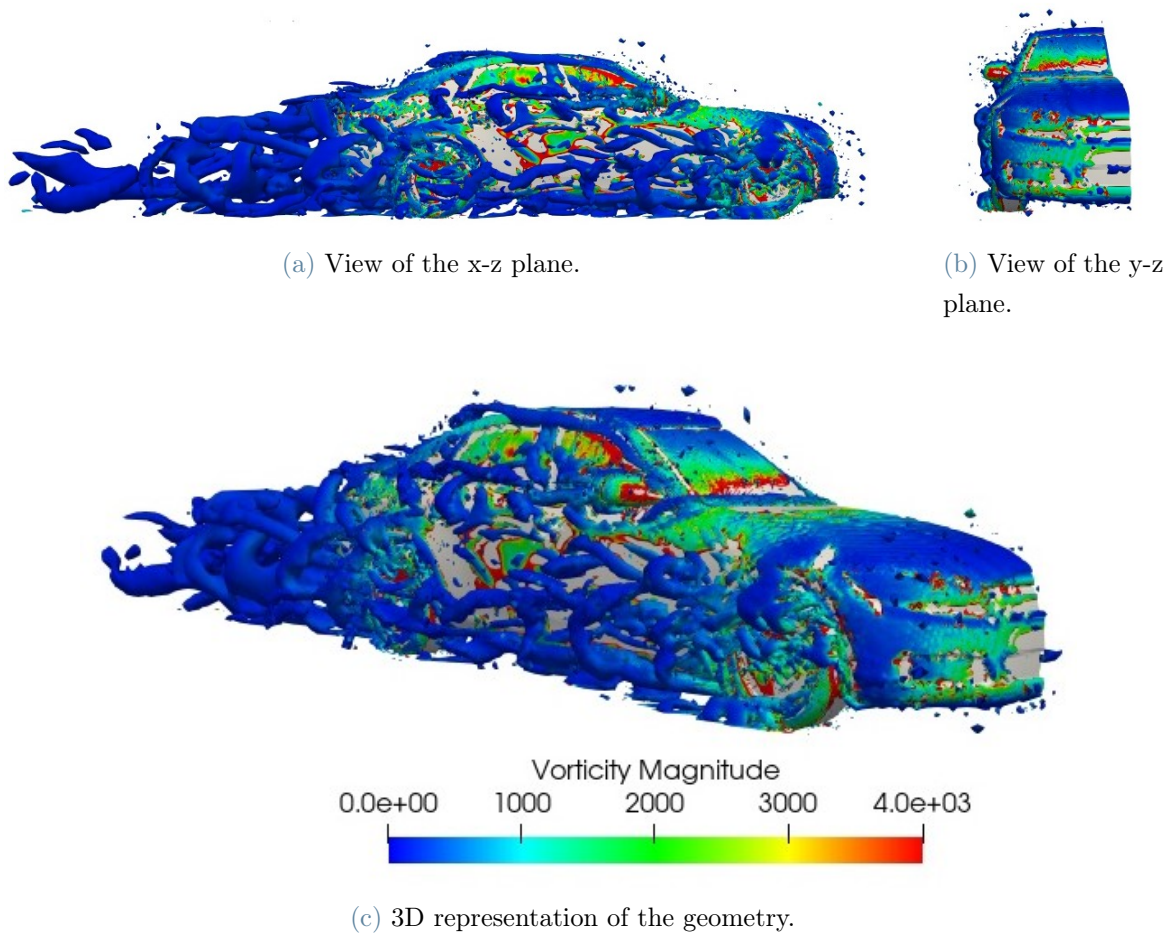 (a) View of the x-z plane.
(b) View of the y-z
plane.
Vorticity Magnitude
0.0e+00 1000 2000 3000 4.0e+03
(c) 3D representation of the geometry.